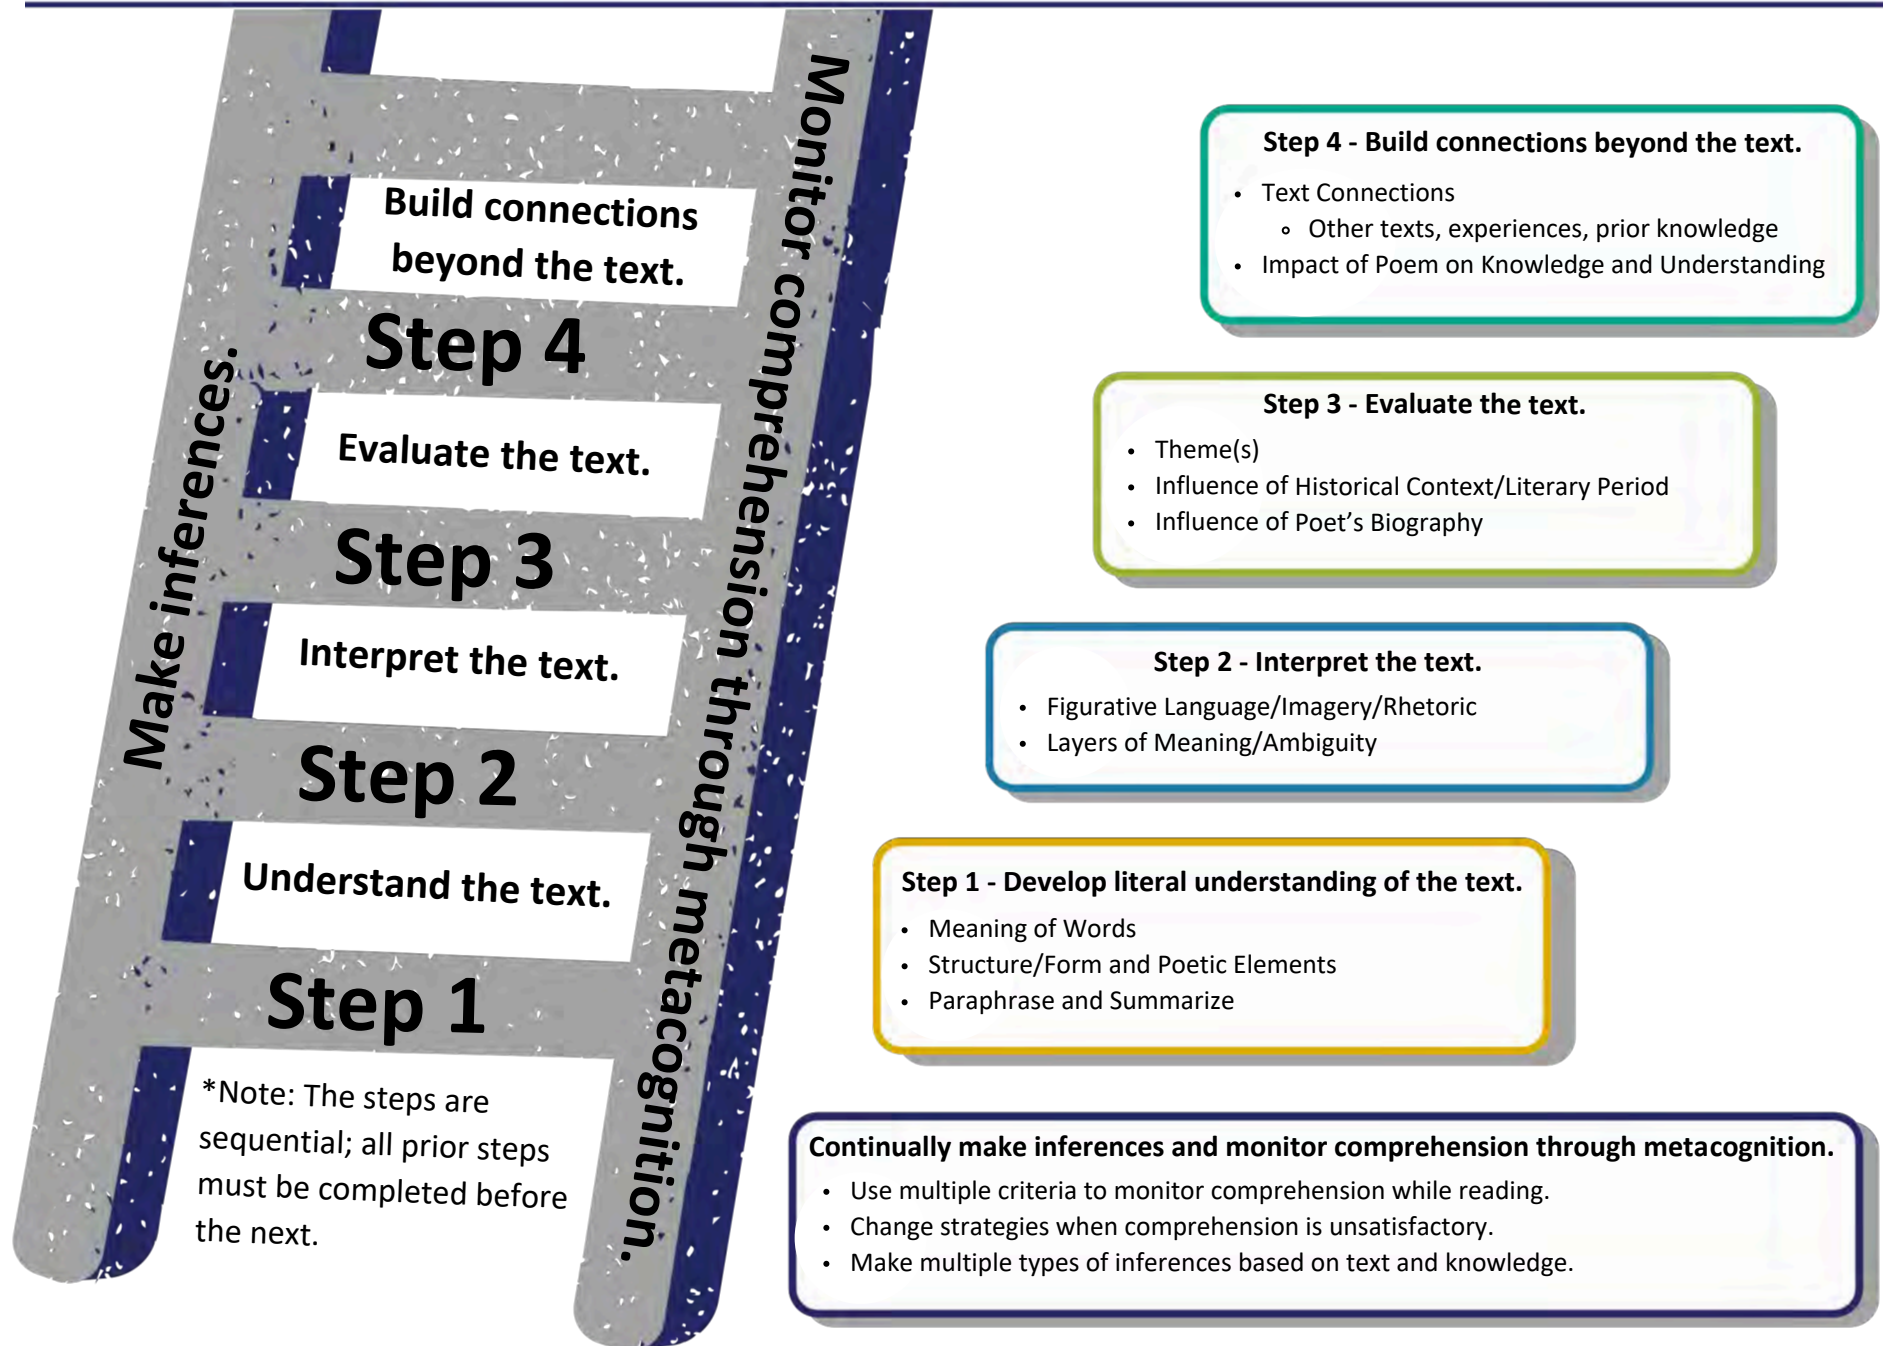 Make inferences.
Monitor comprehension through metacognition.
Build connections
beyond the text.
Step 4
Evaluate the text.
Step 3
Interpret the text.
Step 2
Understand the text.
Step 1
*Note: The steps are
sequential; all prior steps
must be completed before
the next.
Step 4 - Build connections beyond the text.
• Text Connections
∘ Other texts, experiences, prior knowledge
• Impact of Poem on Knowledge and Understanding
Step 3 - Evaluate the text.
• Theme(s)
• Influence of Historical Context/Literary Period
• Influence of Poet’s Biography
Step 2 - Interpret the text.
• Figurative Language/Imagery/Rhetoric
• Layers of Meaning/Ambiguity
Step 1 - Develop literal understanding of the text.
• Meaning of Words
• Structure/Form and Poetic Elements
• Paraphrase and Summarize
Continually make inferences and monitor comprehension through metacognition.
• Use multiple criteria to monitor comprehension while reading.
• Change strategies when comprehension is unsatisfactory.
• Make multiple types of inferences based on text and knowledge.